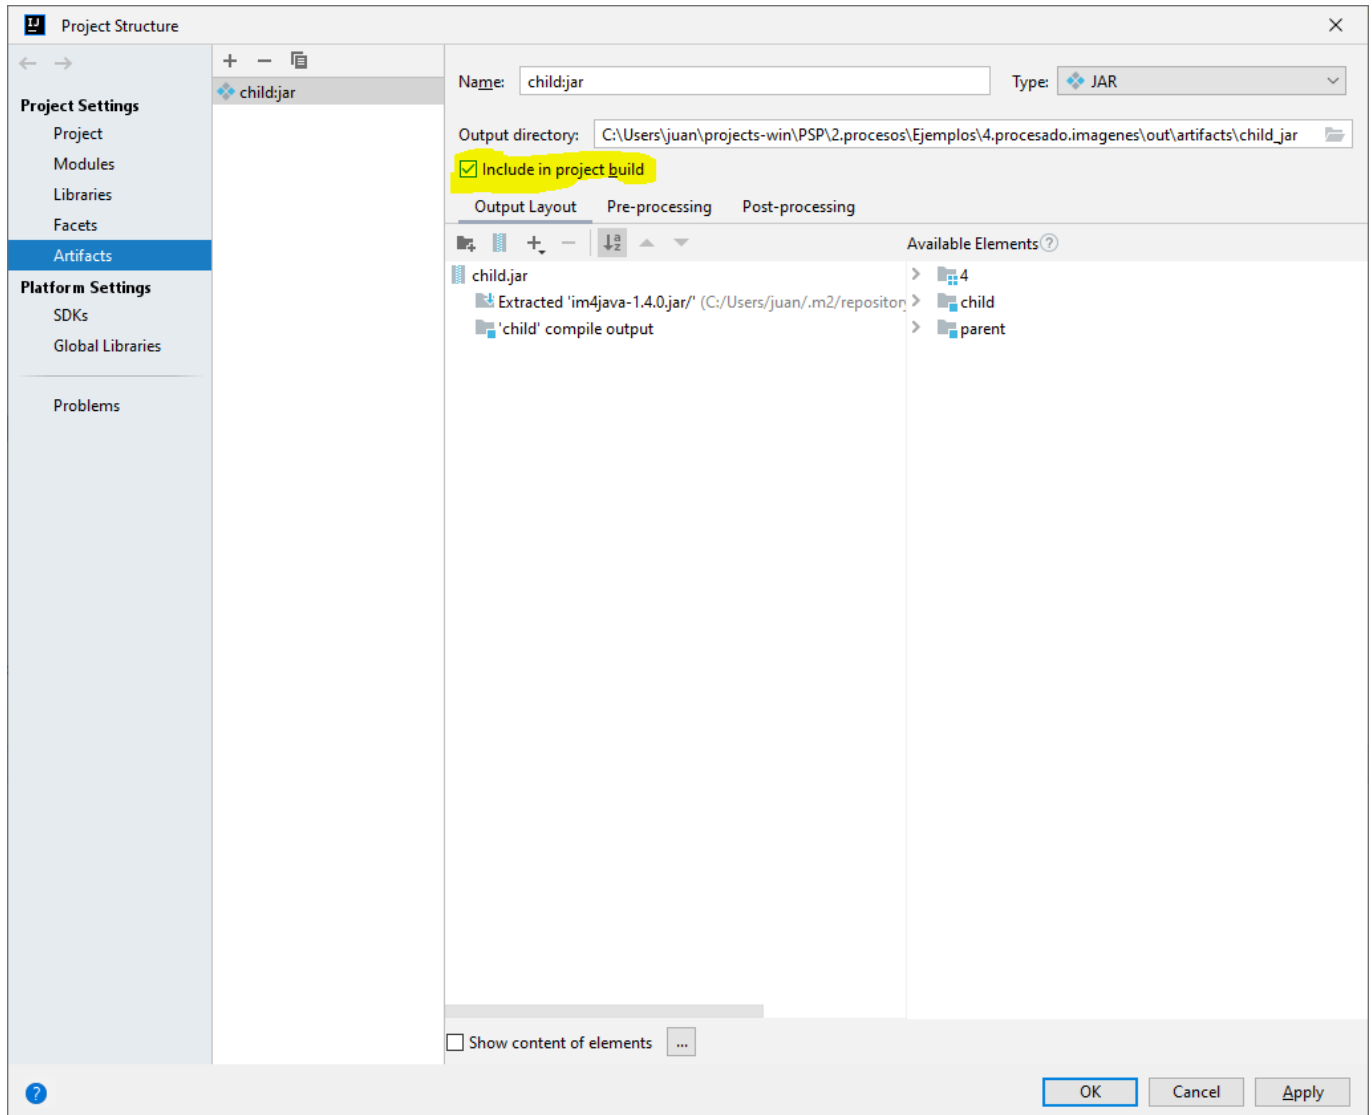 Project Structure
Project Settings
Project
Modules
Libraries
Facets
Artifacts
Platform Settings
SDKs
Global Libraries
Problems
child:jar
Name: child:jar Type: JAR
Output directory: C:\Users\juan\projects-win\PSP\2.procesos\Ejemplos\4.procesado.imagenes\out\artifacts\child_jar
Include in project build
Output Layout Pre-processing Post-processing
Available Elements ?
child.jar
Extracted 'im4java-1.4.0.jar/' (C:/Users/juan/.m2/repository
'child' compile output
4
child
parent
Show content of elements ...
? OK Cancel Apply